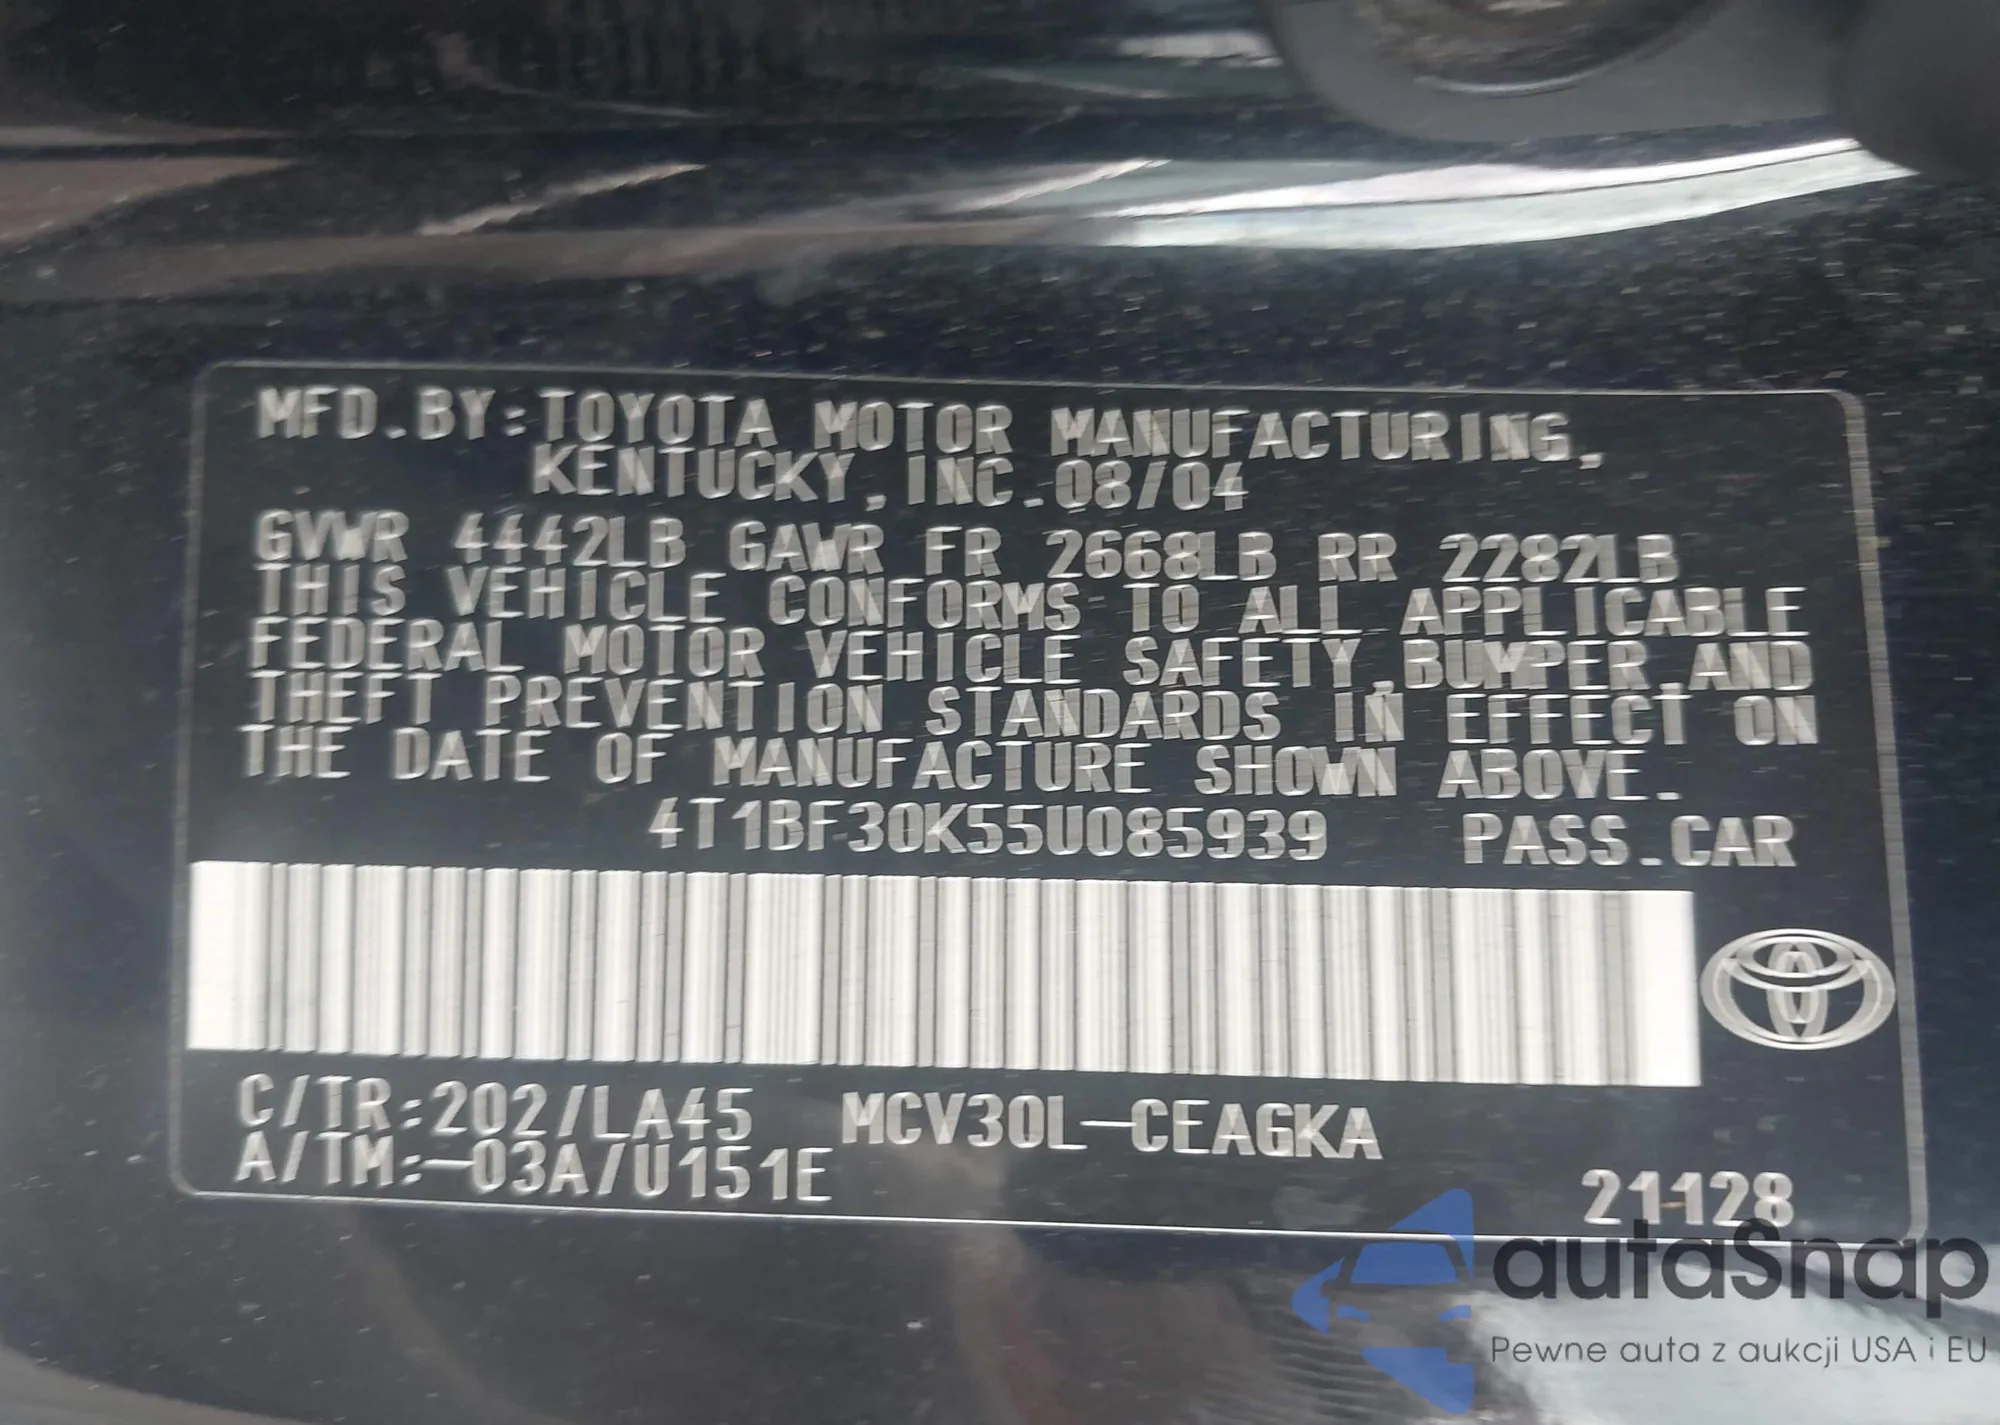 MFD.BY:TOYOTA MOTOR MANUFACTURING,
KENTUCKY,INC.08/04
GVWR 4442LB GAWR FR 2668LB RR 2282LB
THIS VEHICLE CONFORMS TO ALL APPLICABLE
FEDERAL MOTOR VEHICLE SAFETY,BUMPER,AND
THEFT PREVENTION STANDARDS IN EFFECT ON
THE DATE OF MANUFACTURE SHOWN ABOVE.
4T1BF30K55U085939 PASS.CAR
C/TR:202/LA45 MCV30L-CEAGKA
A/TM:-03A/U151E
21128
autaSnap
Pewne auta z aukcji USA i EU